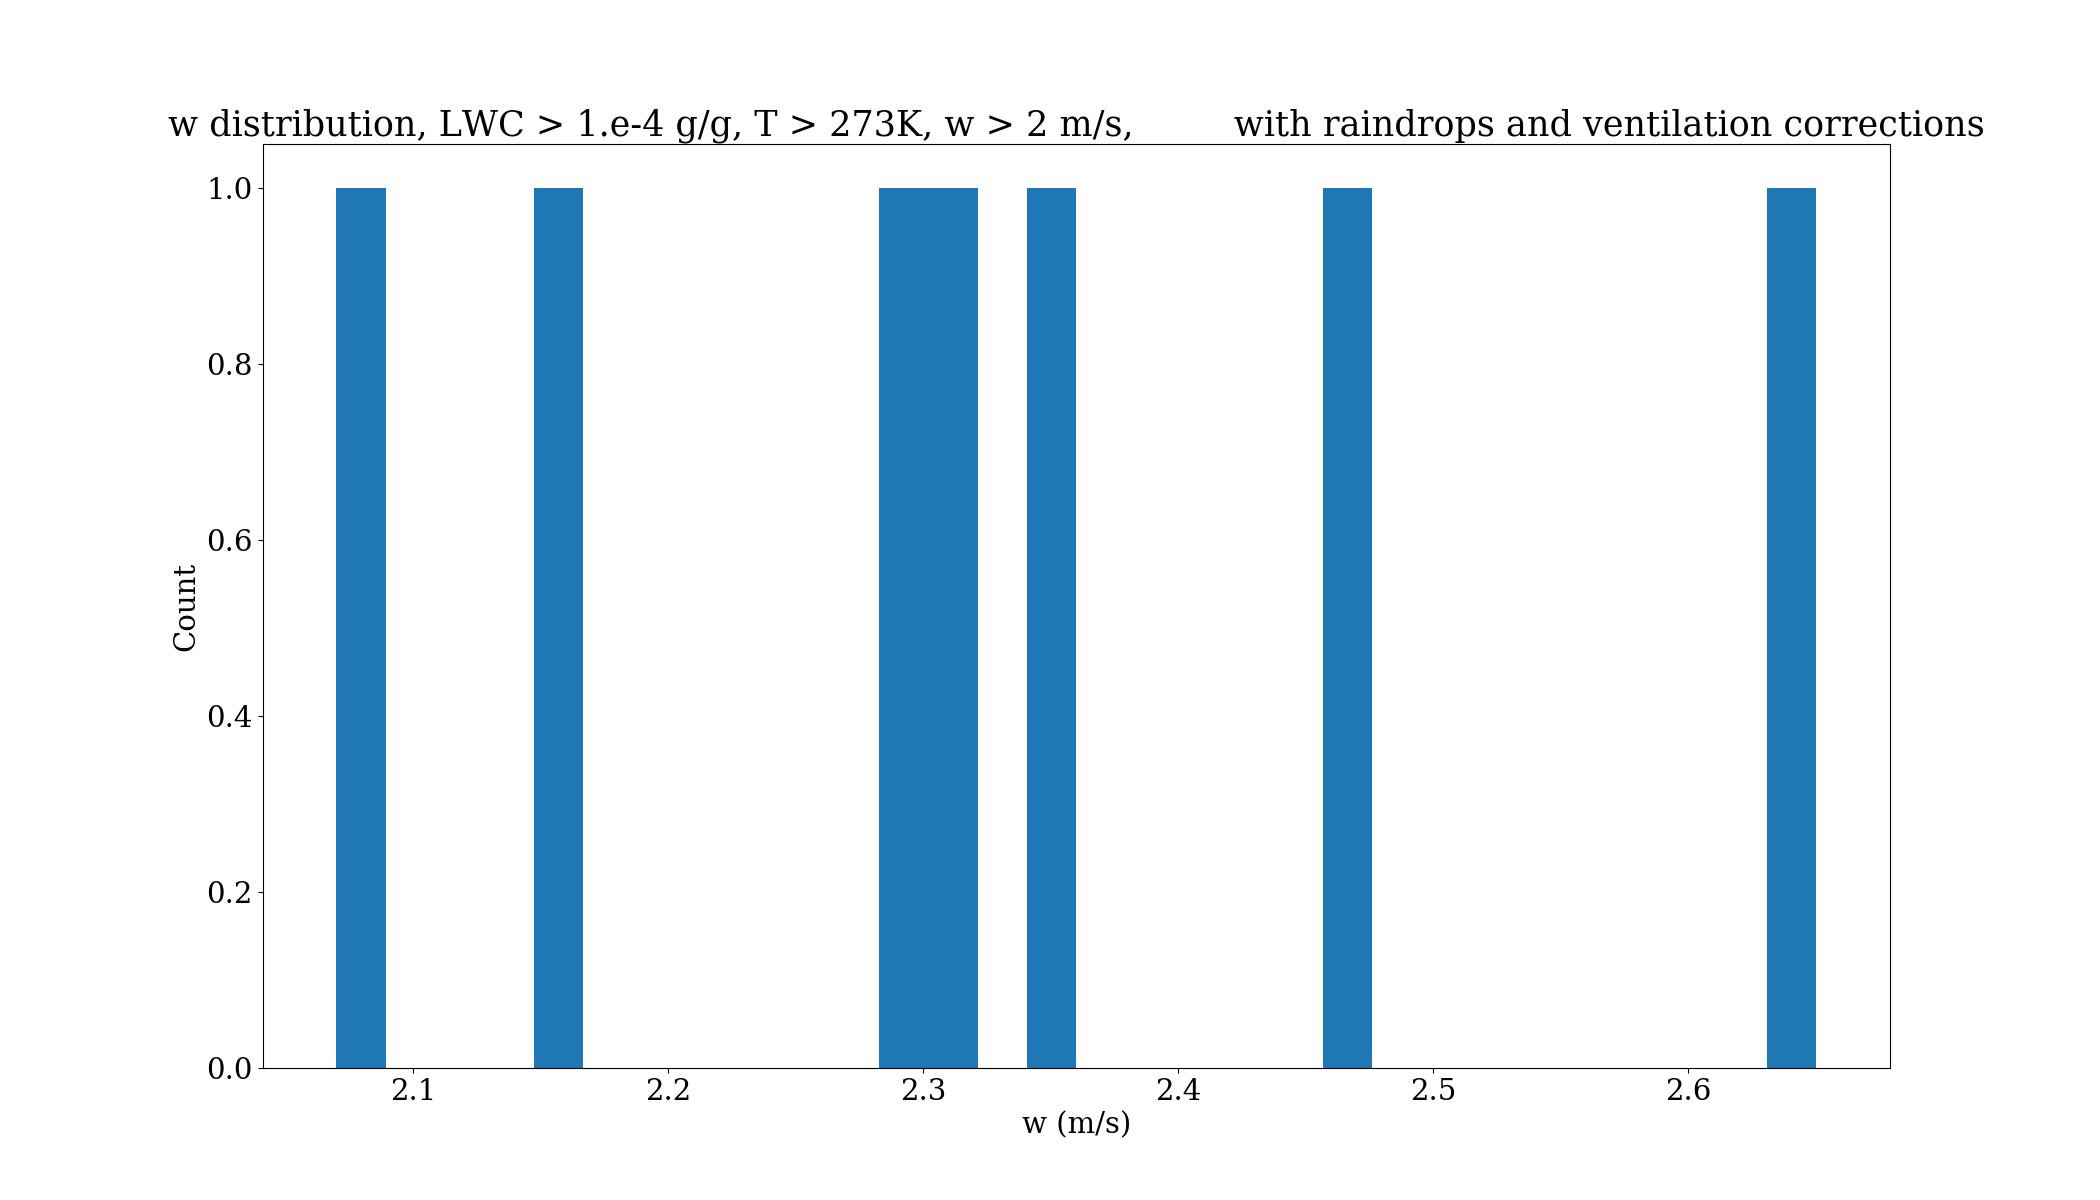 w distribution, LWC > 1.e-4 g/g, T > 273K, w > 2 m/s, with raindrops and ventilation corrections
1.0
0.8
0.6
0.4
0.2
0.0
Count
2.1 2.2 2.3 2.4 2.5 2.6
w (m/s)